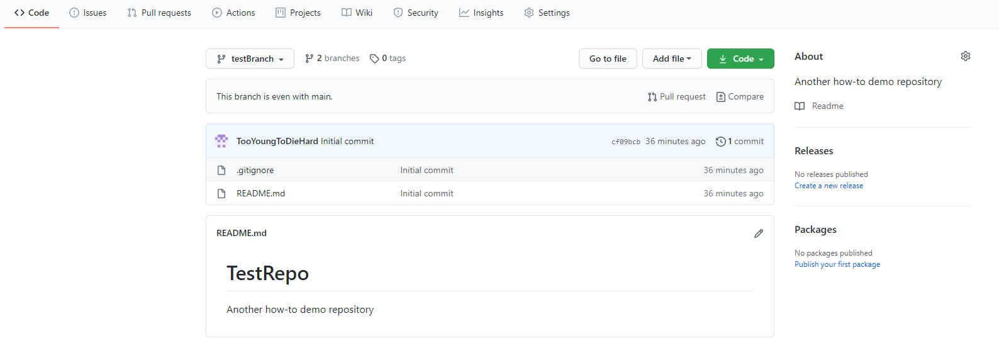 Code Issues Pull requests Actions Projects Wiki Security Insights Settings
testBranch 2 branches 0 tags Go to file Add file Code
This branch is even with main. Pull request Compare
TooYoungToDieHard Initial commit cf09bcb 36 minutes ago 1 commit
.gitignore Initial commit 36 minutes ago
README.md Initial commit 36 minutes ago
README.md
TestRepo
Another how-to demo repository
About
Another how-to demo repository
Readme
Releases
No releases published
Create a new release
Packages
No packages published
Publish your first package